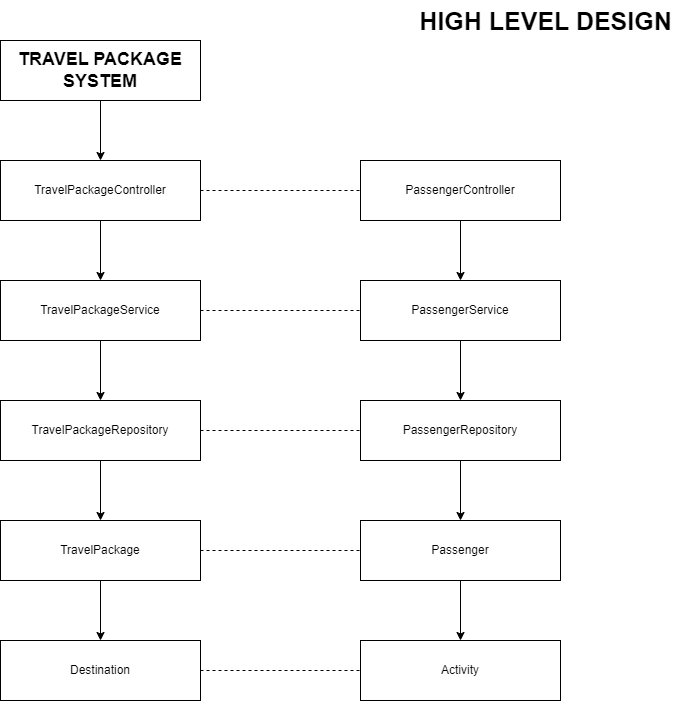 HIGH LEVEL DESIGN
TRAVEL PACKAGE
SYSTEM
TravelPackageController
PassengerController
TravelPackageService
PassengerService
TravelPackageRepository
PassengerRepository
TravelPackage
Passenger
Destination
Activity